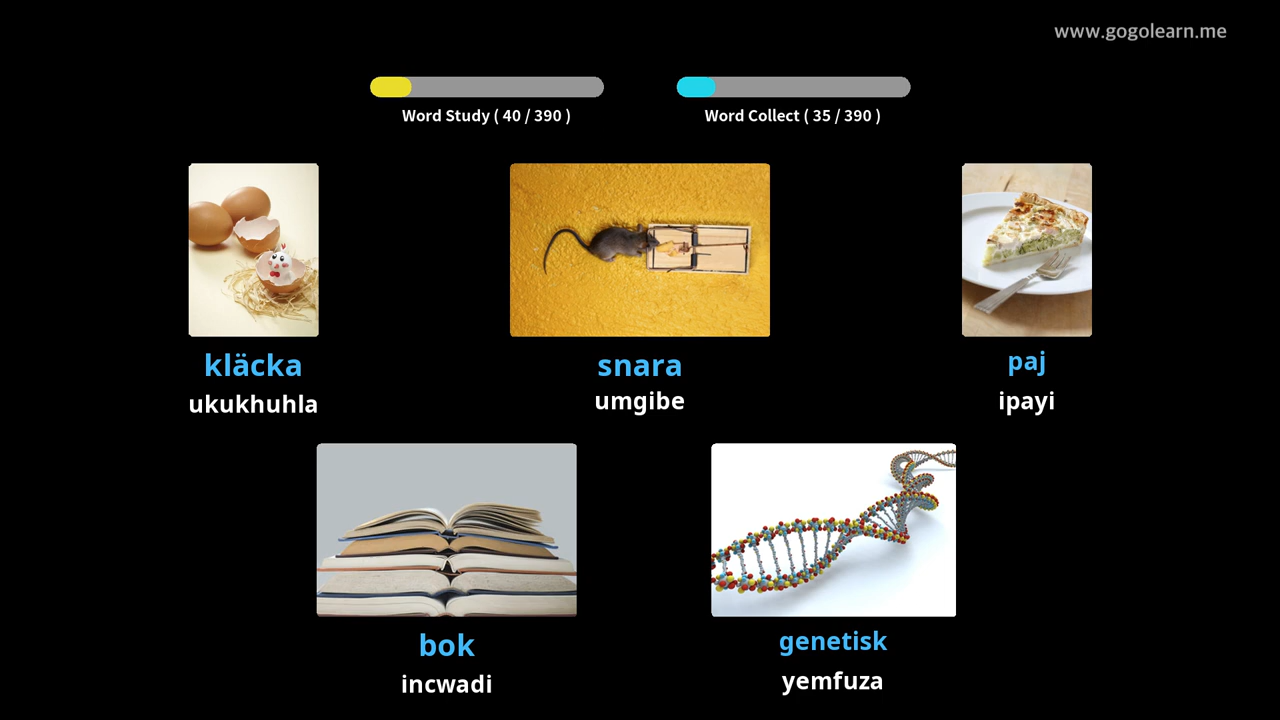 www.gogolearn.me
Word Study ( 40 / 390 )
Word Collect ( 35 / 390 )
kläcka
ukukhuhla
snara
umgibe
paj
ipayi
bok
incwadi
genetisk
yemfuza